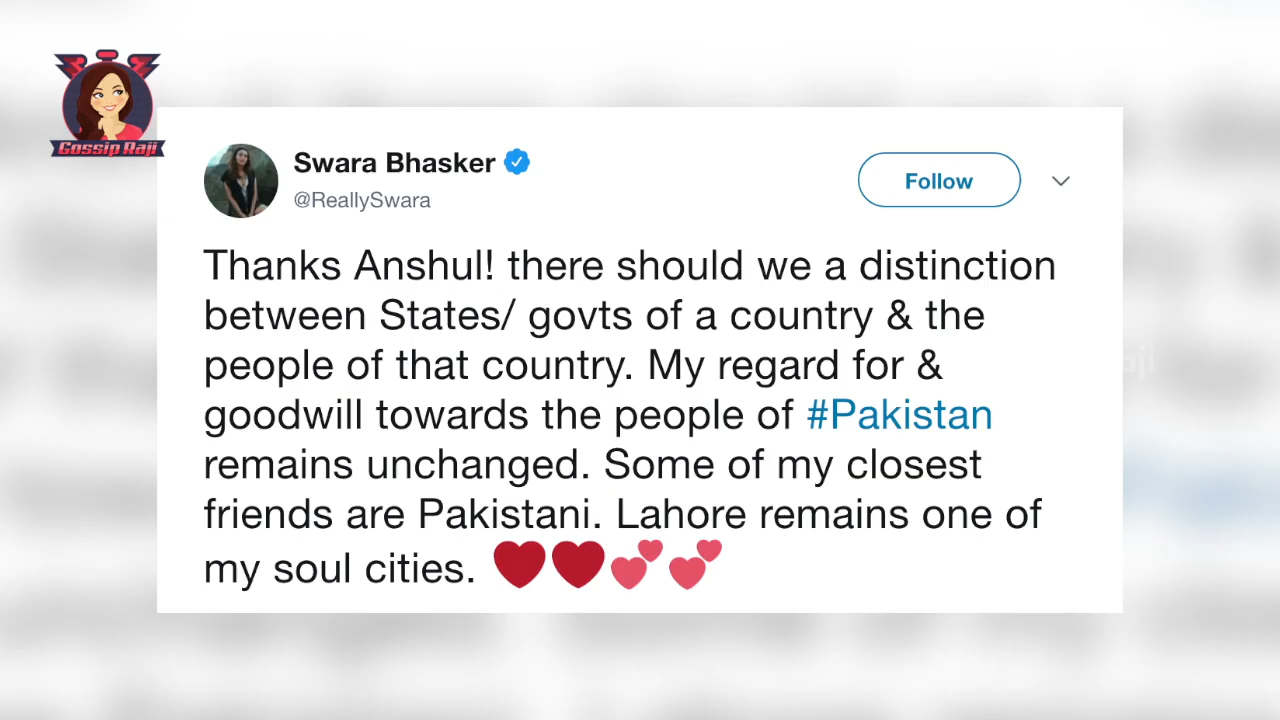 Gossip Raji
Swara Bhasker
@ReallySwara
Follow
Thanks Anshul! there should we a distinction
between States/ govts of a country & the
people of that country. My regard for &
goodwill towards the people of #Pakistan
remains unchanged. Some of my closest
friends are Pakistani. Lahore remains one of
my soul cities. ❤️❤️💕💕